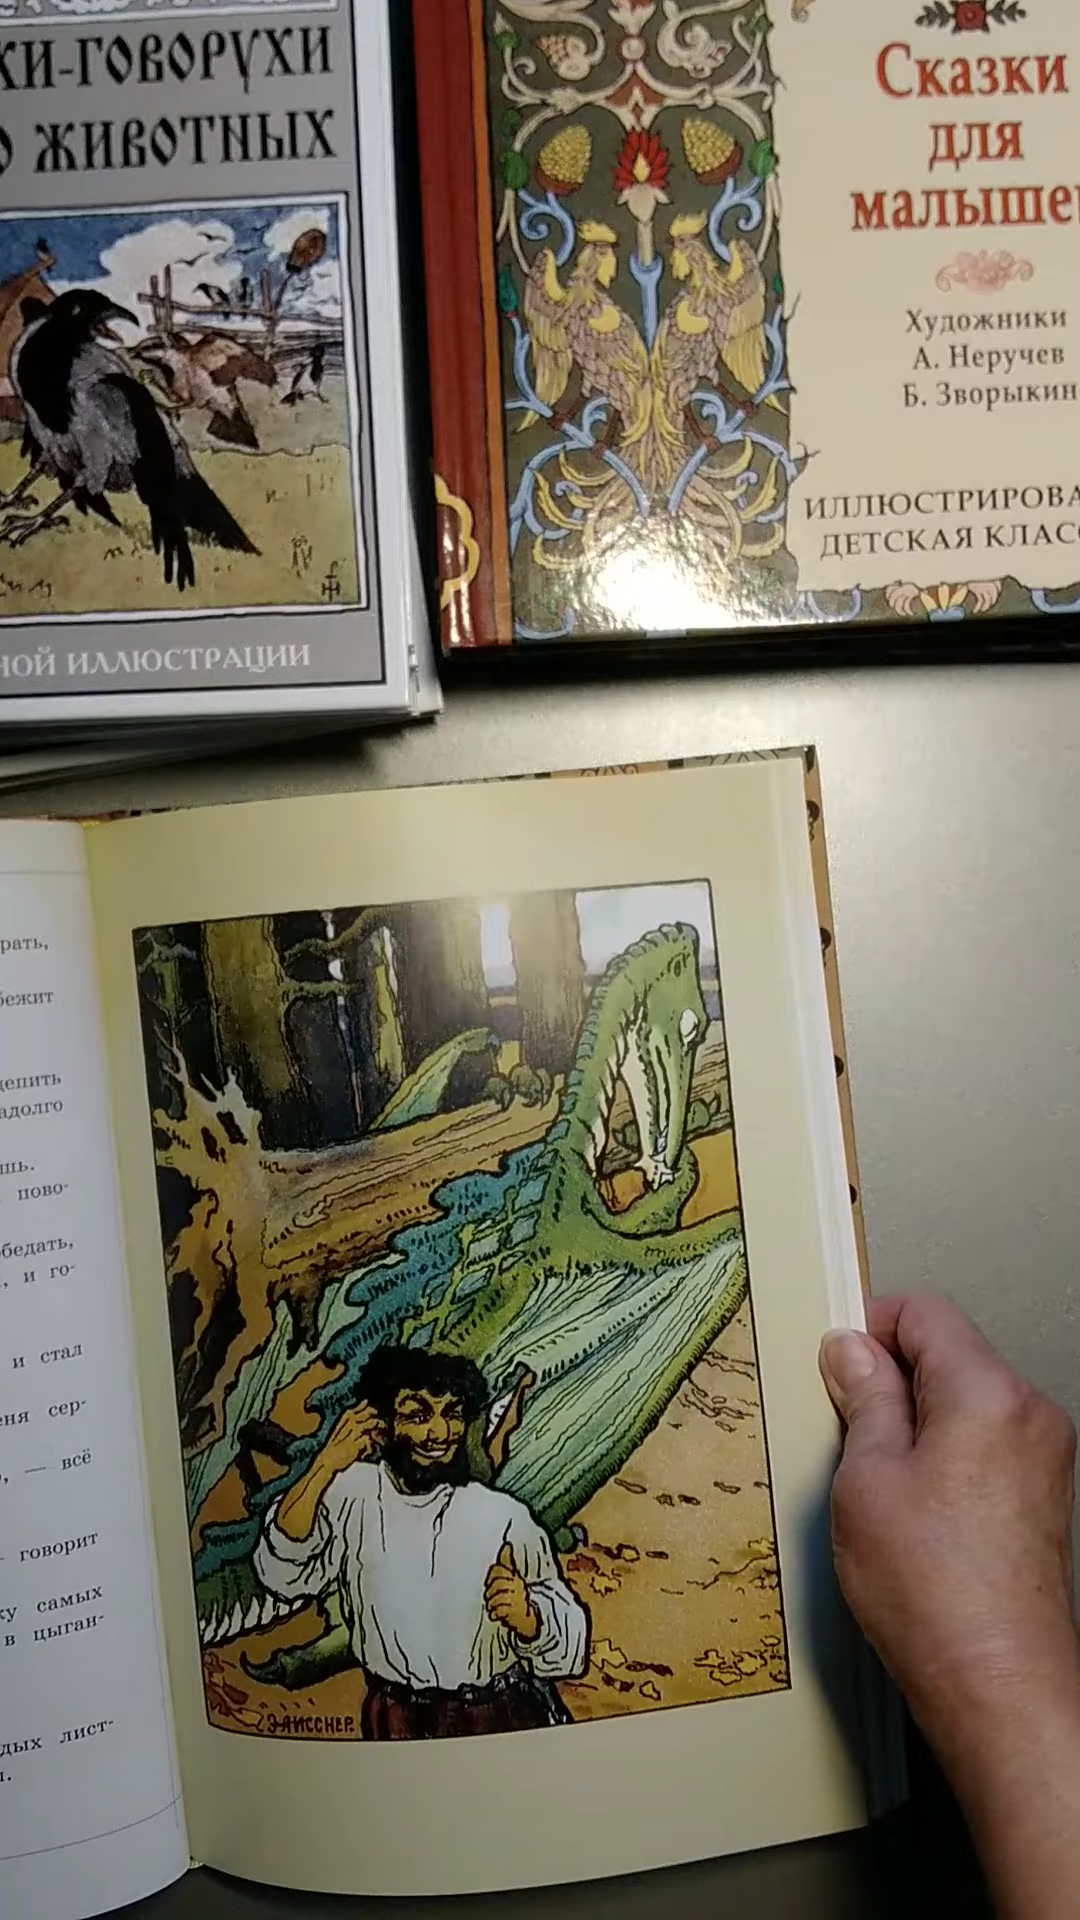 ХИ-ГОВОРУХИ
О ЖИВОТНЫХ
НОЙ ИЛЛЮСТРАЦИИ
Сказки
для
малыше
Художники
А. Неручев
Б. Зворыкин
ИЛЛЮСТРИРОВА
ДЕТСКАЯ КЛАСС
рать,
бежит
цепить
адолго
шь.
пово-
бедать,
, и го-
и стал
еня сер-
, — всё
- говорит
ку самых
в цыган-
дых лист-
Э.ЛИССНЕР.